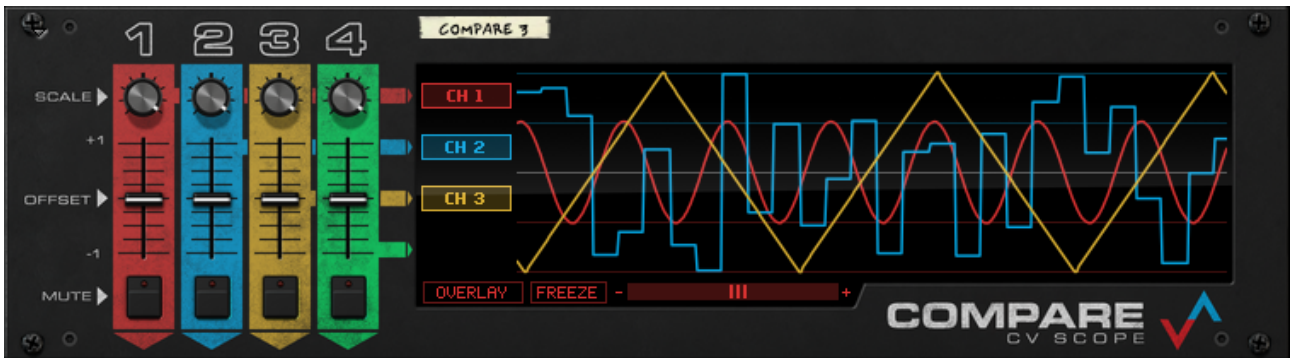 1 2 3 4
COMPARE 3
SCALE
CH 1
+1
CH 2
OFFSET
CH 3
-1
MUTE
OVERLAY FREEZE - +
COMPARE
CV SCOPE